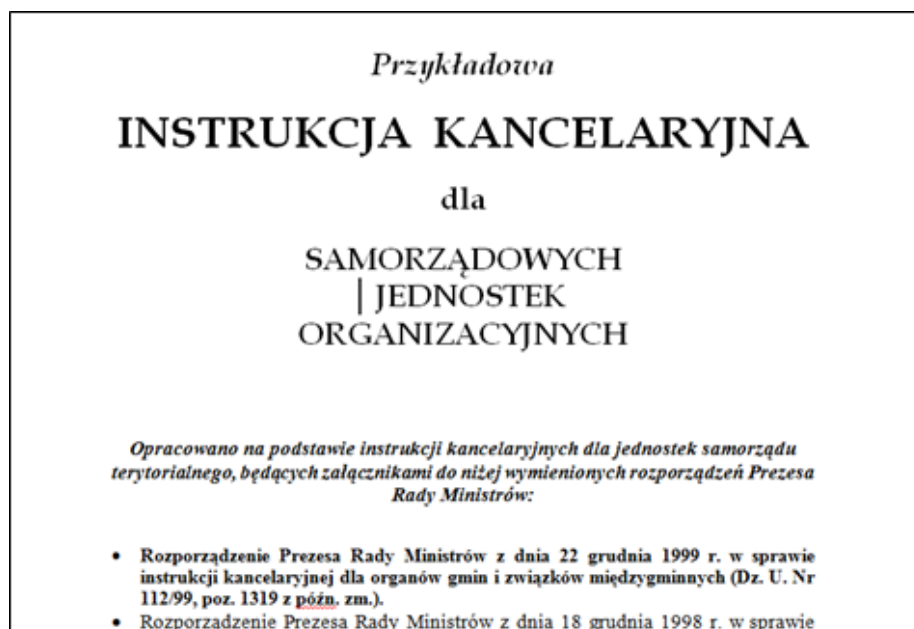 Przykładowa
INSTRUKCJA KANCELARYJNA
dla
SAMORZĄDOWYCH
JEDNOSTEK
ORGANIZACYJNYCH
Opracowano na podstawie instrukcji kancelaryjnych dla jednostek samorządu
terytorialnego, będących załącznikami do niżej wymienionych rozporządzeń Prezesa
Rady Ministrów:
• Rozporządzenie Prezesa Rady Ministrów z dnia 22 grudnia 1999 r. w sprawie
instrukcji kancelaryjnej dla organów gmin i związków międzygminnych (Dz. U. Nr
112/99, poz. 1319 z późn. zm.).
• Rozporządzenie Prezesa Rady Ministrów z dnia 18 grudnia 1998 r. w sprawie